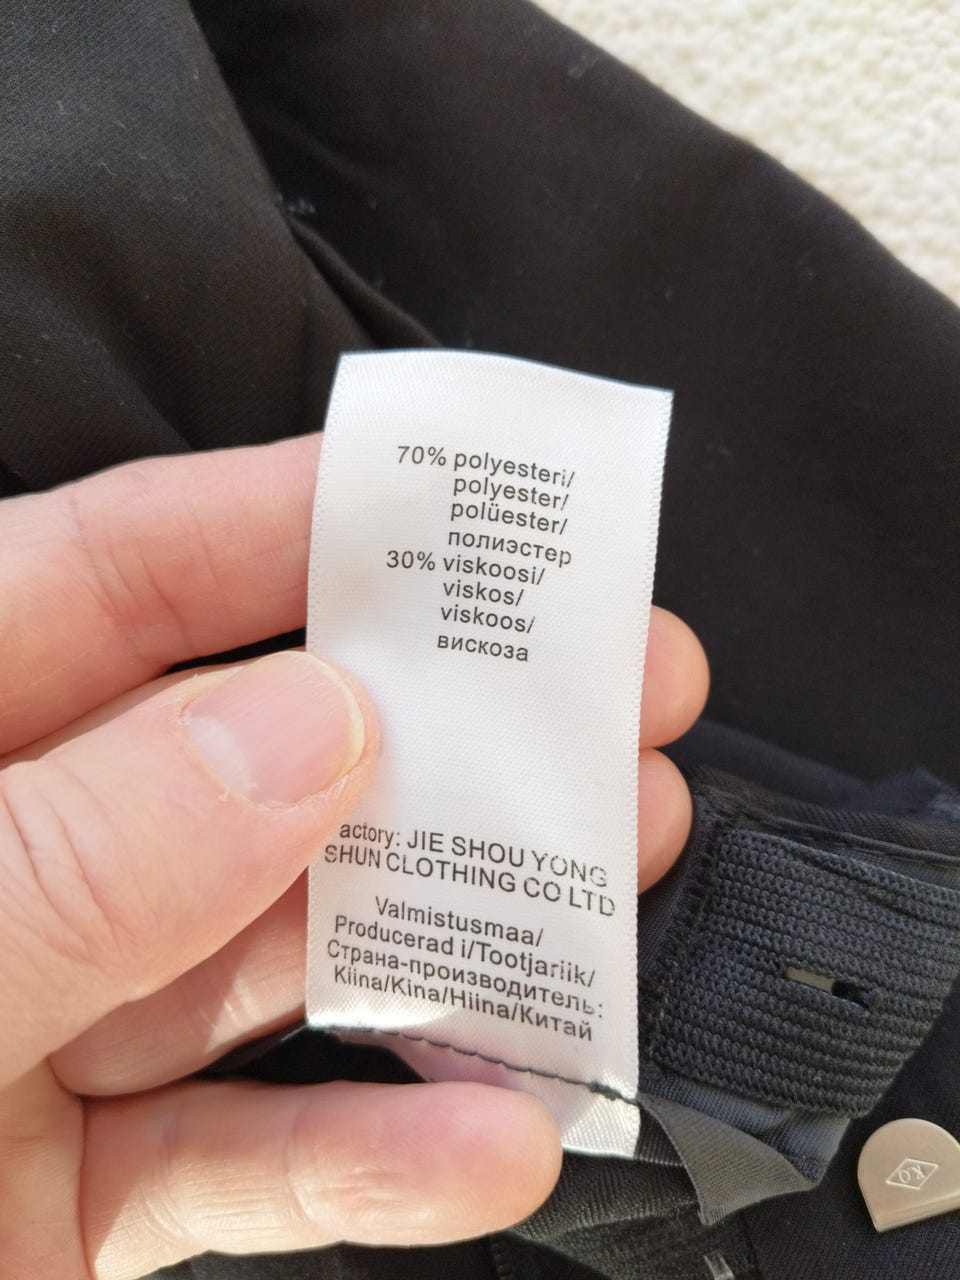 70% polyesteri/
polyester/
polüester/
полиэстер
30% viskoosi/
viskos/
viskoos/
вискоза
actory: JIE SHOU YONG
SHUN CLOTHING CO LTD
Valmistusmaa/
Producerad i/Tootjariik/
Страна-производитель:
Kiina/Kina/Hiina/Китай
KO